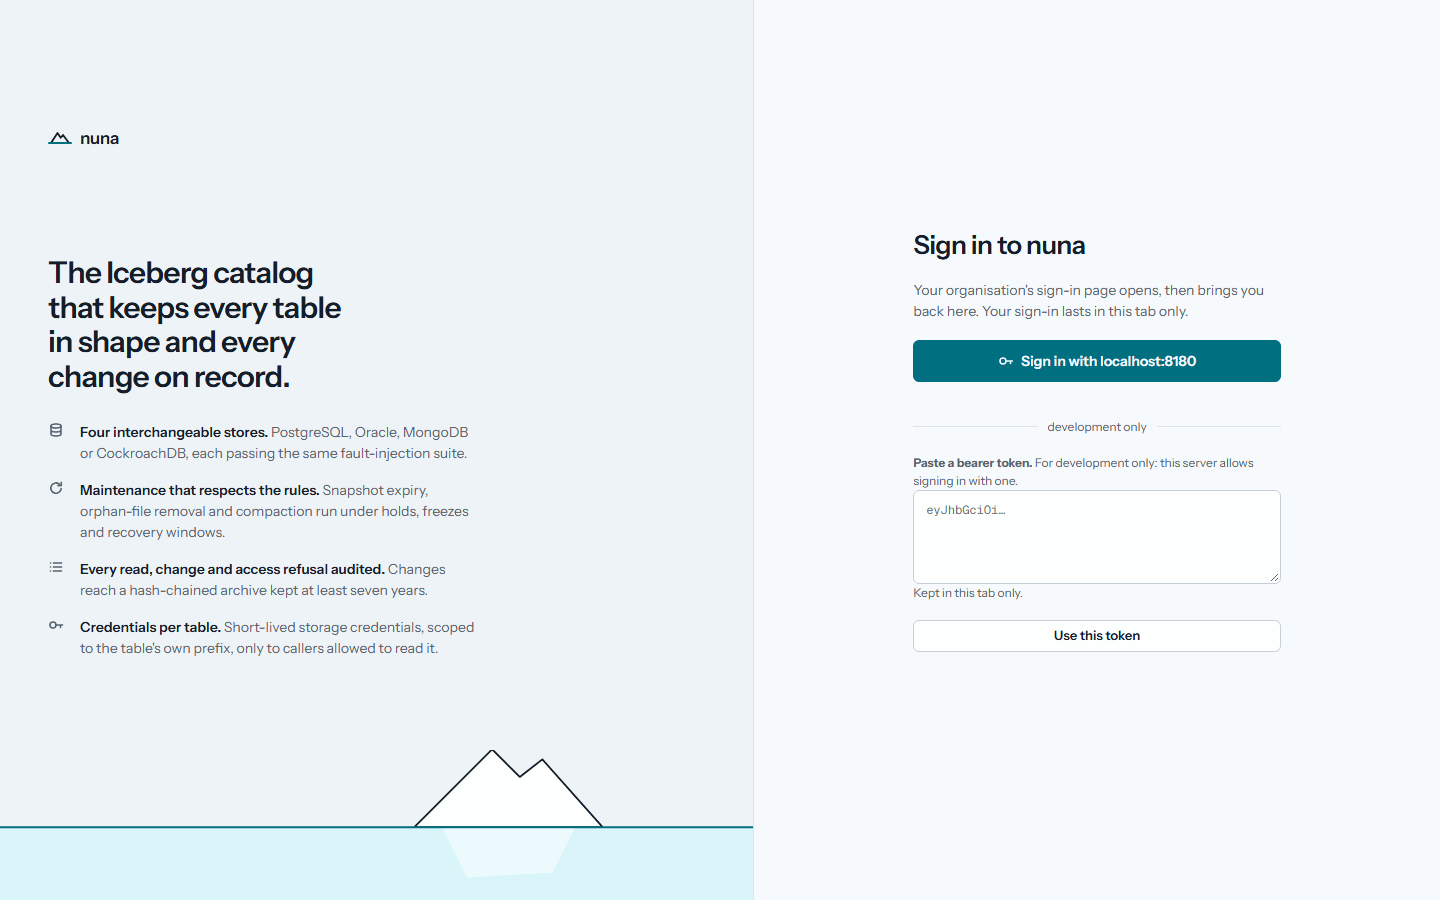 nuna
The Iceberg catalog
that keeps every table
in shape and every
change on record.
Four interchangeable stores. PostgreSQL, Oracle, MongoDB
or CockroachDB, each passing the same fault-injection suite.
Maintenance that respects the rules. Snapshot expiry,
orphan-file removal and compaction run under holds, freezes
and recovery windows.
Every read, change and access refusal audited. Changes
reach a hash-chained archive kept at least seven years.
Credentials per table. Short-lived storage credentials, scoped
to the table's own prefix, only to callers allowed to read it.
Sign in to nuna
Your organisation's sign-in page opens, then brings you
back here. Your sign-in lasts in this tab only.
Sign in with localhost:8180
development only
Paste a bearer token. For development only: this server allows
signing in with one.
eyJhbGciOi…
Kept in this tab only.
Use this token